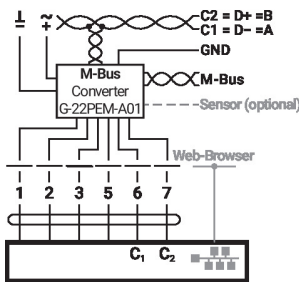 C2 = D+ =B
C1 = D− =A
GND
M-Bus
Converter
G-22PEM-A01
M-Bus
Sensor (optional)
Web-Browser
1 2 3 5 6 7
C₁ C₂